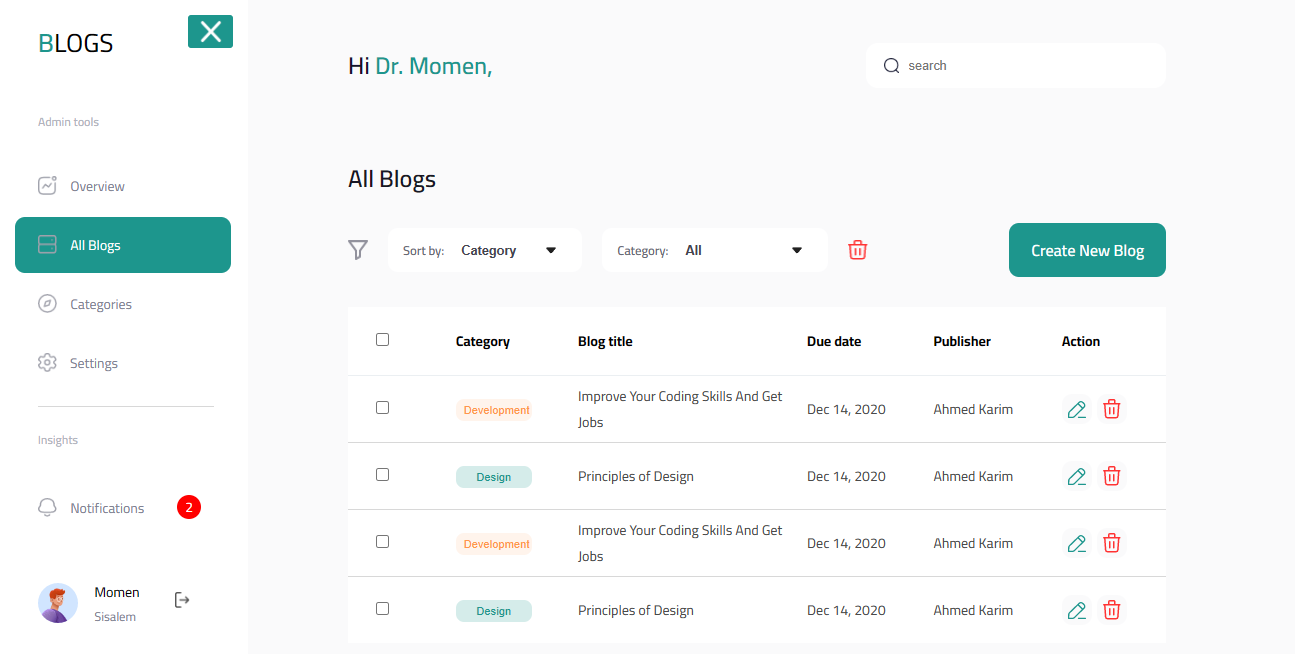 BLOGS
Admin tools
Overview
All Blogs
Categories
Settings
Insights
Notifications 2
Momen
Sisalem
Hi Dr. Momen,
search
All Blogs
Sort by: Category
Category: All
Create New Blog
Category Blog title Due date Publisher Action
Development Improve Your Coding Skills And Get Dec 14, 2020 Ahmed Karim
Jobs
Design Principles of Design Dec 14, 2020 Ahmed Karim
Development Improve Your Coding Skills And Get Dec 14, 2020 Ahmed Karim
Jobs
Design Principles of Design Dec 14, 2020 Ahmed Karim